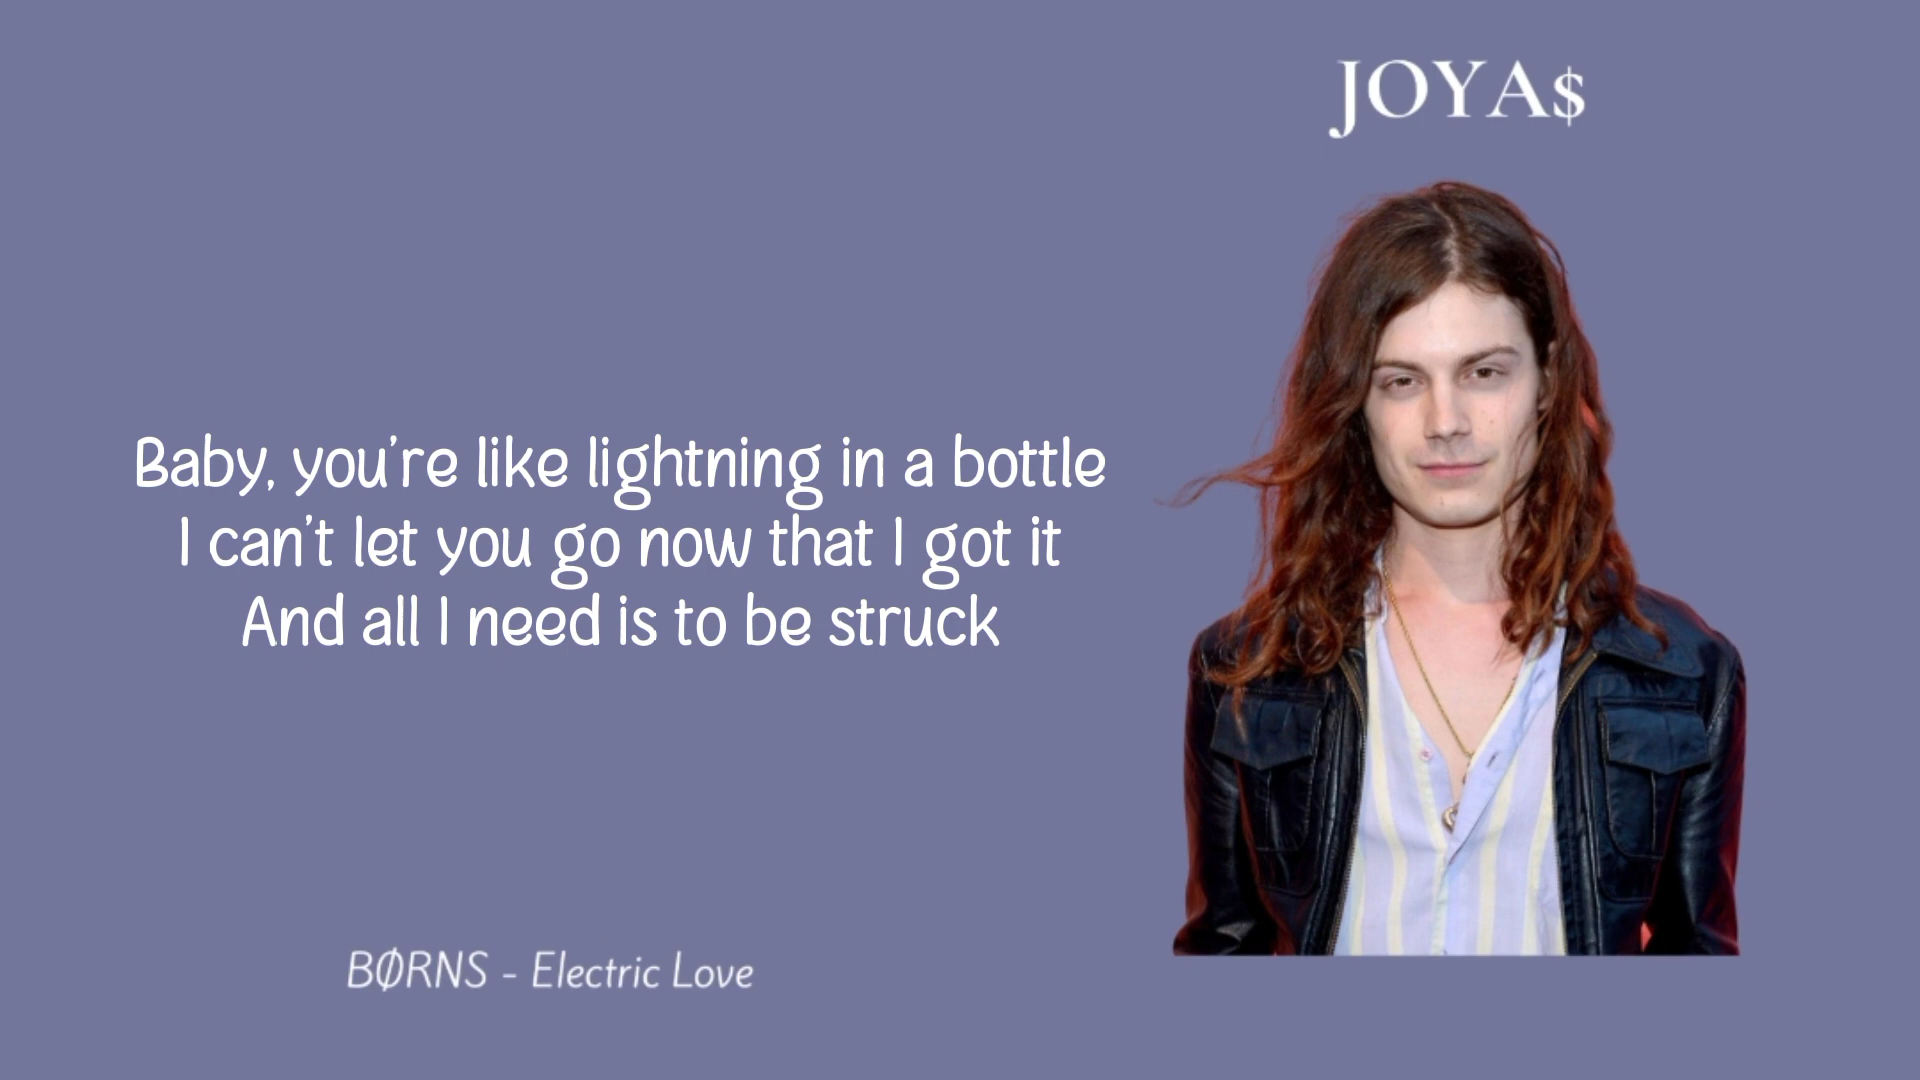 JOYA$
Baby, you're like lightning in a bottle
I can't let you go now that I got it
And all I need is to be struck
BØRNS - Electric Love